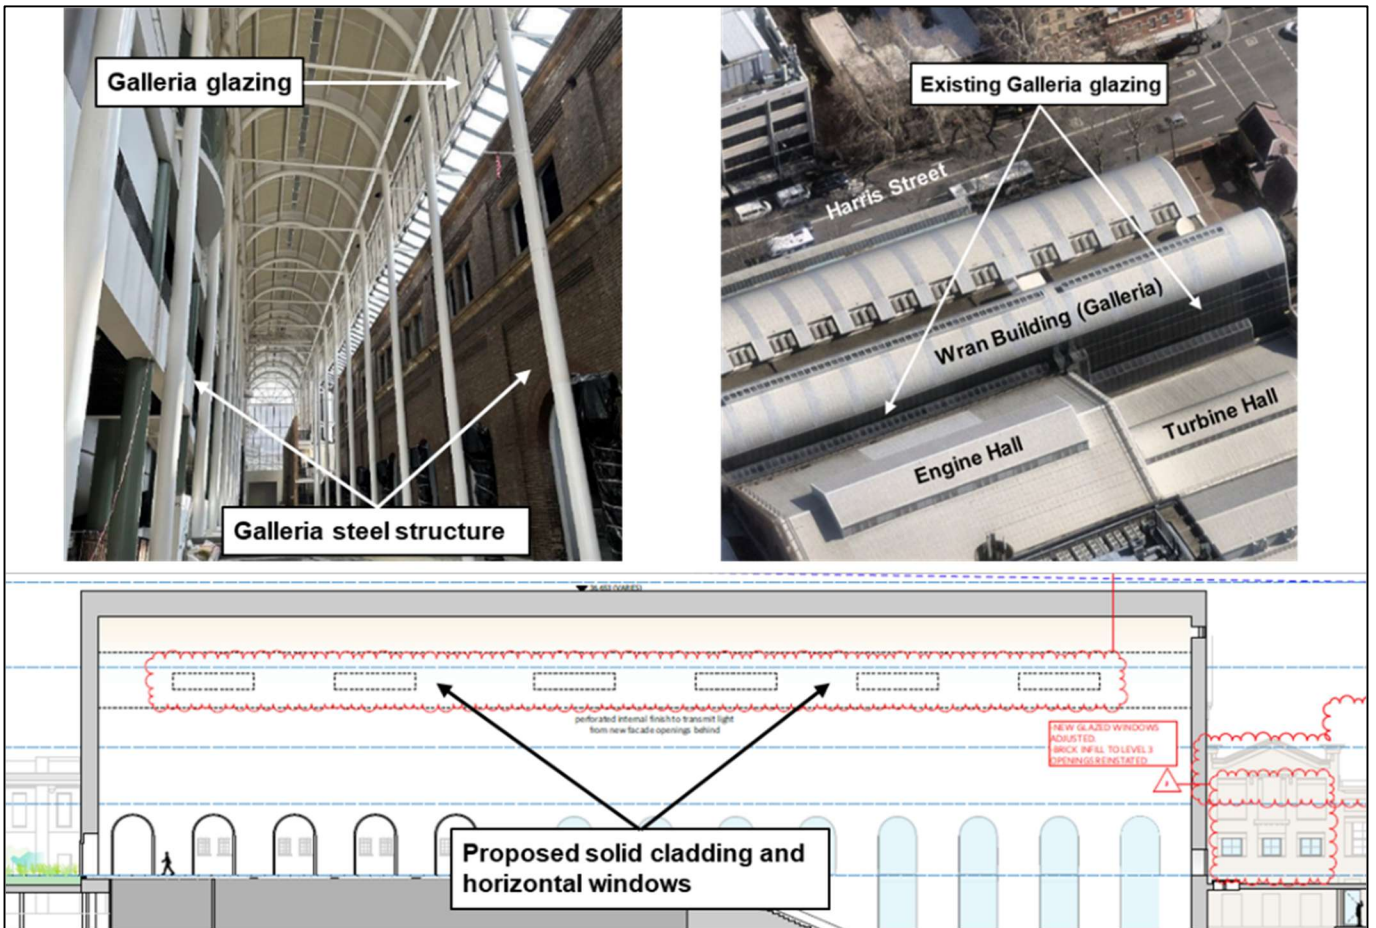 Galleria glazing
Galleria steel structure
Existing Galleria glazing
Harris Street
Wran Building (Galleria)
Engine Hall
Turbine Hall
(VARIES)
perforated internal finish to transmit light
from new facade openings behind
-NEW GLAZED WINDOWS
ADJUSTED.
-BRICK INFILL TO LEVEL 3
OPENINGS REINSTATED
Proposed solid cladding and
horizontal windows